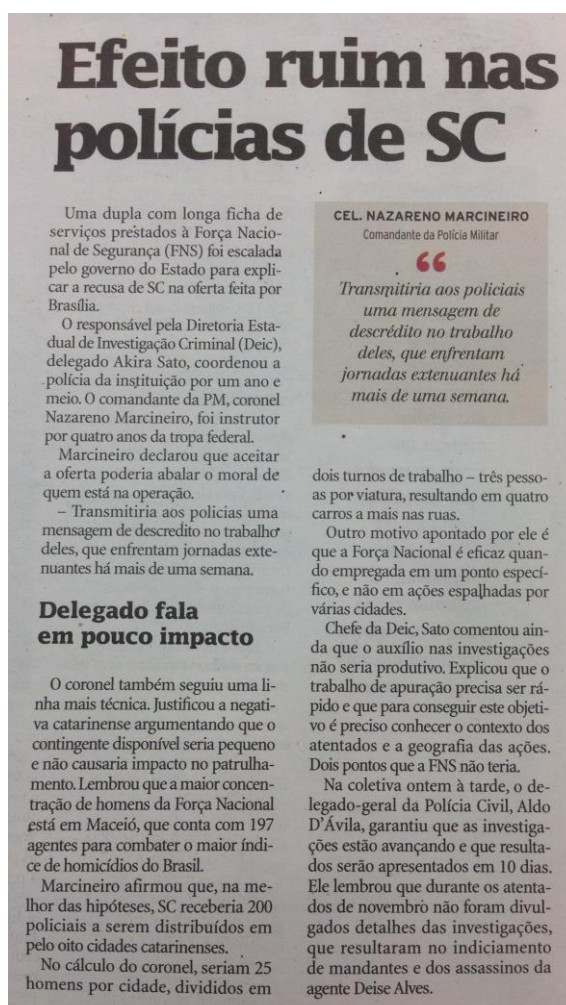 Efeito ruim nas
polícias de SC
Uma dupla com longa ficha de
serviços prestados à Força Nacio-
nal de Segurança (FNS) foi escalada
pelo governo do Estado para expli-
car a recusa de SC na oferta feita por
Brasília.
O responsável pela Diretoria Esta-
dual de Investigação Criminal (Deic),
delegado Akira Sato, coordenou a
polícia da instituição por um ano e
meio. O comandante da PM, coronel
Nazareno Marcineiro, foi instrutor
por quatro anos da tropa federal.
Marcineiro declarou que aceitar
a oferta poderia abalar o moral de
quem está na operação.
– Transmitiria aos policias uma
mensagem de descredito no trabalho
deles, que enfrentam jornadas exte-
nuantes há mais de uma semana.
Delegado fala
em pouco impacto
O coronel também seguiu uma li-
nha mais técnica. Justificou a negati-
va catarinense argumentando que o
contingente disponível seria pequeno
e não causaria impacto no patrulha-
mento. Lembrou que a maior concen-
tração de homens da Força Nacional
está em Maceió, que conta com 197
agentes para combater o maior índi-
ce de homicídios do Brasil.
Marcineiro afirmou que, na me-
lhor das hipóteses, SC receberia 200
policiais a serem distribuídos em
pelo oito cidades catarinenses.
No cálculo do coronel, seriam 25
homens por cidade, divididos em
CEL. NAZARENO MARCINEIRO
Comandante da Polícia Militar
“
Transmitiria aos policiais
uma mensagem de
descrédito no trabalho
deles, que enfrentam
jornadas extenuantes há
mais de uma semana.
dois turnos de trabalho – três pesso-
as por viatura, resultando em quatro
carros a mais nas ruas.
Outro motivo apontado por ele é
que a Força Nacional é eficaz quan-
do empregada em um ponto especí-
fico, e não em ações espalhadas por
várias cidades.
Chefe da Deic, Sato comentou ain-
da que o auxílio nas investigações
não seria produtivo. Explicou que o
trabalho de apuração precisa ser rá-
pido e que para conseguir este objeti-
vo é preciso conhecer o contexto dos
atentados e a geografia das ações.
Dois pontos que a FNS não teria.
Na coletiva ontem à tarde, o de-
legado-geral da Polícia Civil, Aldo
D’Ávila, garantiu que as investiga-
ções estão avançando e que resulta-
dos serão apresentados em 10 dias.
Ele lembrou que durante os atenta-
dos de novembro não foram divul-
gados detalhes das investigações,
que resultaram no indiciamento
de mandantes e dos assassinos da
agente Deise Alves.